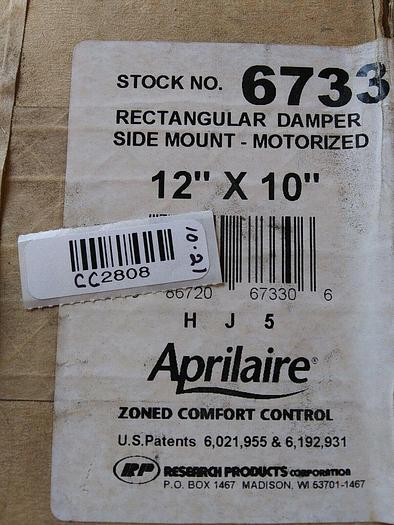 STOCK NO. 6733
RECTANGULAR DAMPER
SIDE MOUNT - MOTORIZED
12" X 10"
CC2808
10.21
86720 67330 6
H J 5
Aprilaire®
ZONED COMFORT CONTROL
U.S.Patents 6,021,955 & 6,192,931
RP RESEARCH PRODUCTS CORPORATION
P.O. BOX 1467 MADISON, WI 53701-1467